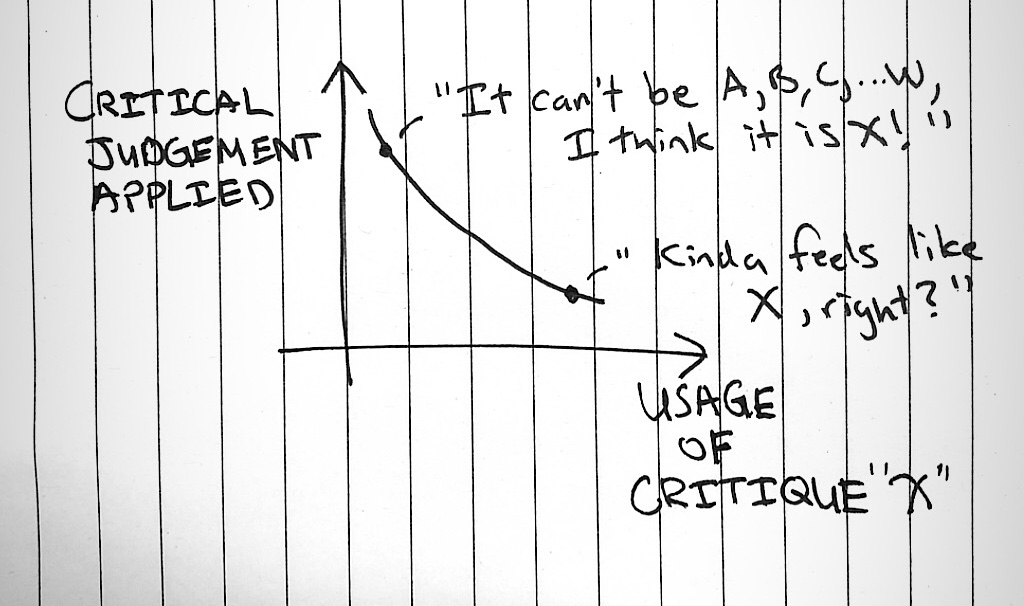 CRITICAL
JUDGEMENT
APPLIED
"It can't be A, B, C, ...W,
I think it is X!"
"Kinda feels like
X, right?"
USAGE
OF
CRITIQUE "X"